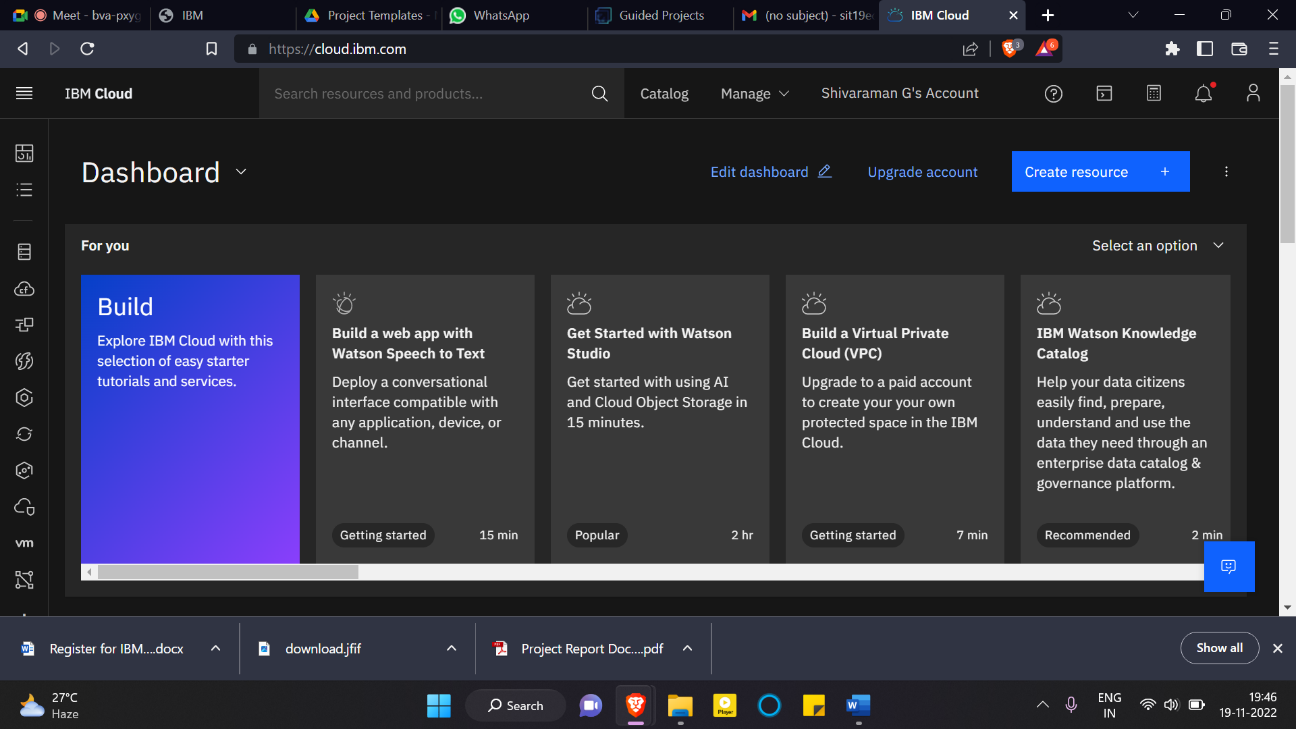 Meet - bva-pxyg
IBM
Project Templates -
WhatsApp
Guided Projects
(no subject) - sit19e
IBM Cloud
https://cloud.ibm.com
3
6
IBM Cloud
Search resources and products...
Catalog
Manage
Shivaraman G's Account
Dashboard
Edit dashboard
Upgrade account
Create resource +
For you
Select an option
Build
Explore IBM Cloud with this
selection of easy starter
tutorials and services.
Build a web app with
Watson Speech to Text
Deploy a conversational
interface compatible with
any application, device, or
channel.
Getting started
15 min
Get Started with Watson
Studio
Get started with using AI
and Cloud Object Storage in
15 minutes.
Popular
2 hr
Build a Virtual Private
Cloud (VPC)
Upgrade to a paid account
to create your your own
protected space in the IBM
Cloud.
Getting started
7 min
IBM Watson Knowledge
Catalog
Help your data citizens
easily find, prepare,
understand and use the
data they need through an
enterprise data catalog &
governance platform.
Recommended
2 min
cf
vm
Register for IBM....docx
download.jfif
Project Report Doc....pdf
Show all
27°C
Haze
Search
Player
ENG
IN
19:46
19-11-2022